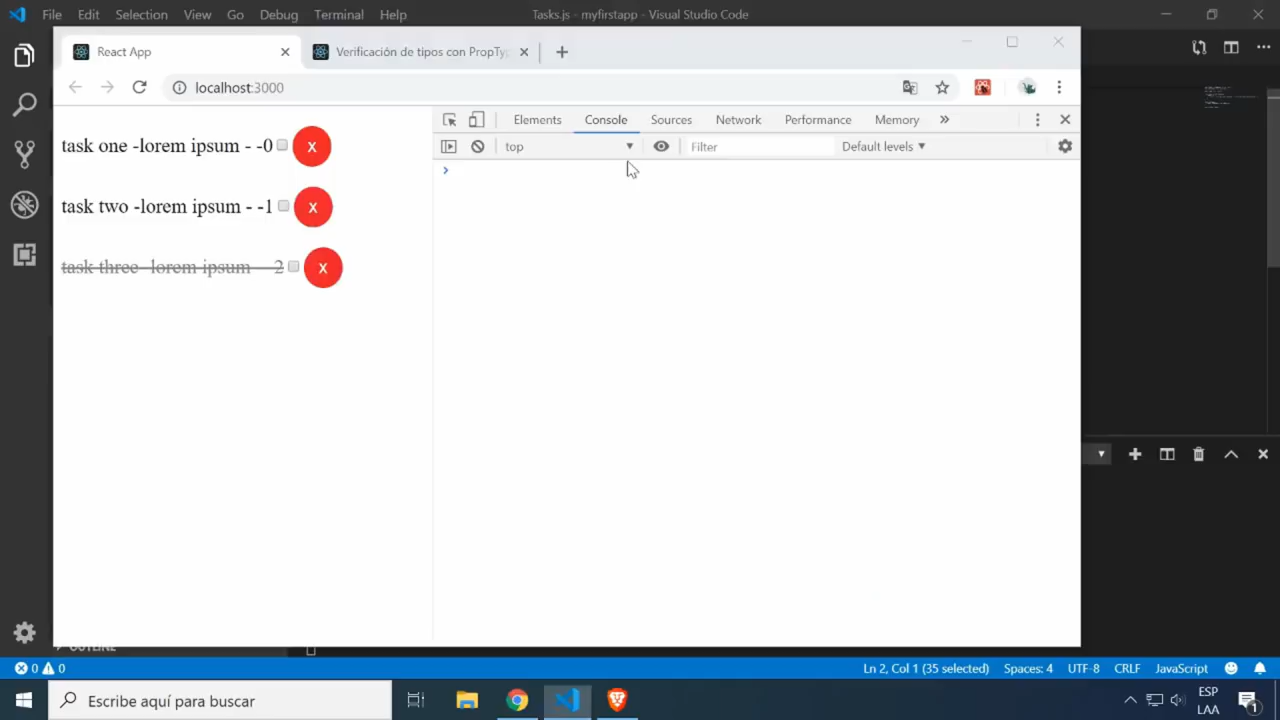 File Edit Selection View Go Debug Terminal Help Tasks.js - myfirstapp - Visual Studio Code
React App Verificación de tipos con PropTyp
localhost:3000
Elements Console Sources Network Performance Memory »
top Filter Default levels
task one -lorem ipsum - -0 X
task two -lorem ipsum - -1 X
task three -lorem ipsum - -2 X
OUTLINE
0 0 Ln 2, Col 1 (35 selected) Spaces: 4 UTF-8 CRLF JavaScript
Escribe aquí para buscar
ESP
LAA
1